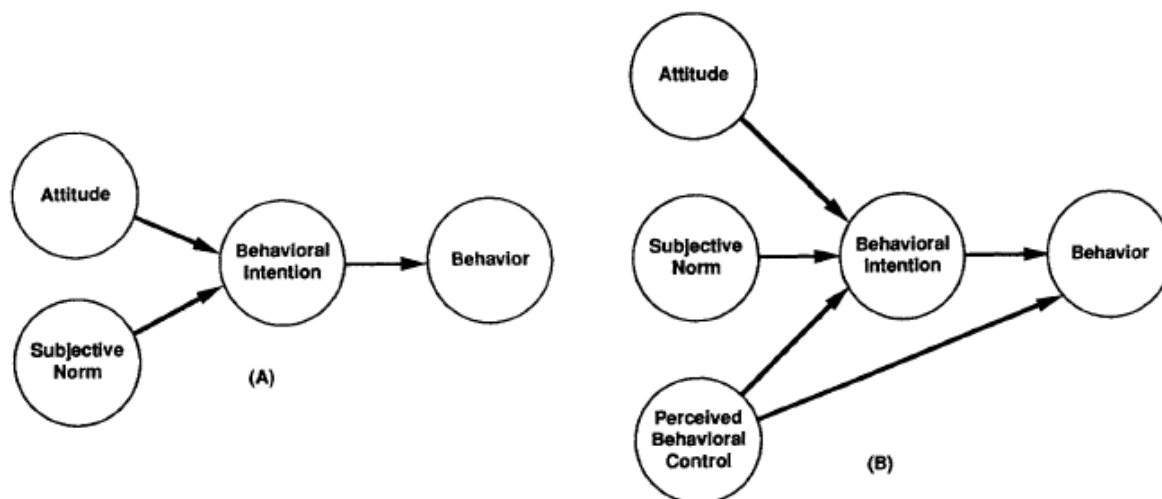 Attitude
Behavioral
Intention
Behavior
Subjective
Norm
(A)
Attitude
Subjective
Norm
Behavioral
Intention
Behavior
Perceived
Behavioral
Control
(B)